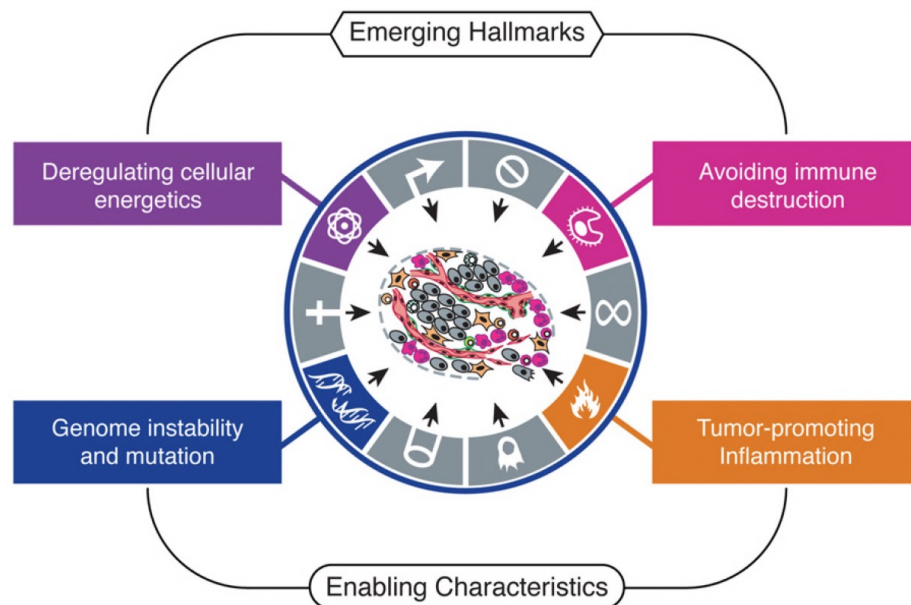 Emerging Hallmarks
Deregulating cellular
energetics
Avoiding immune
destruction
Genome instability
and mutation
Tumor-promoting
Inflammation
Enabling Characteristics